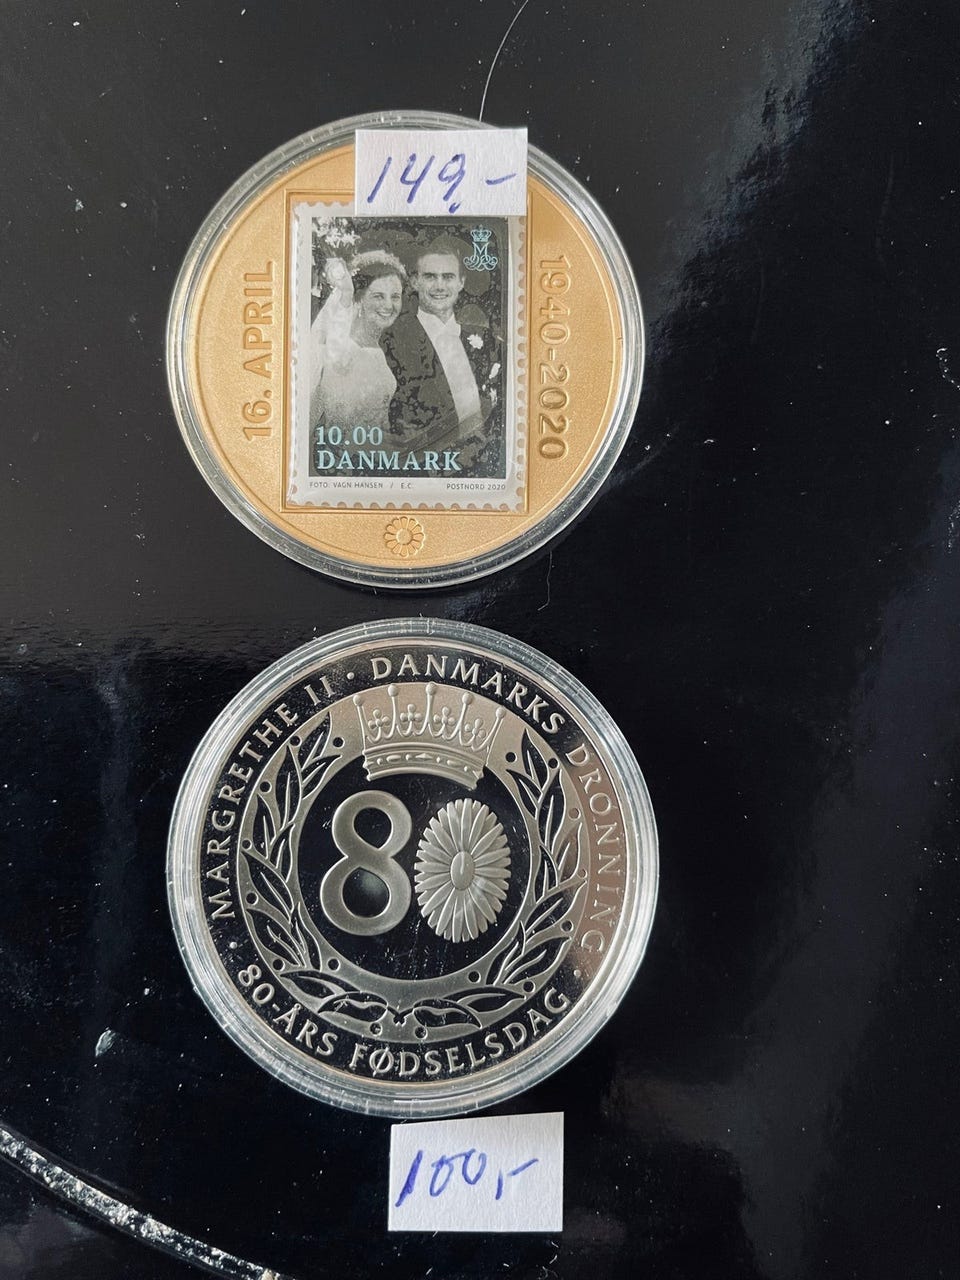 149,-
16. APRIL
1940-2020
10.00
DANMARK
FOTO: VAGN HANSEN / E.C. POSTNORD 2020
MARGRETHE II · DANMARKS DRONNING ·
80
80-ÅRS FØDSELSDAG ·
100,-